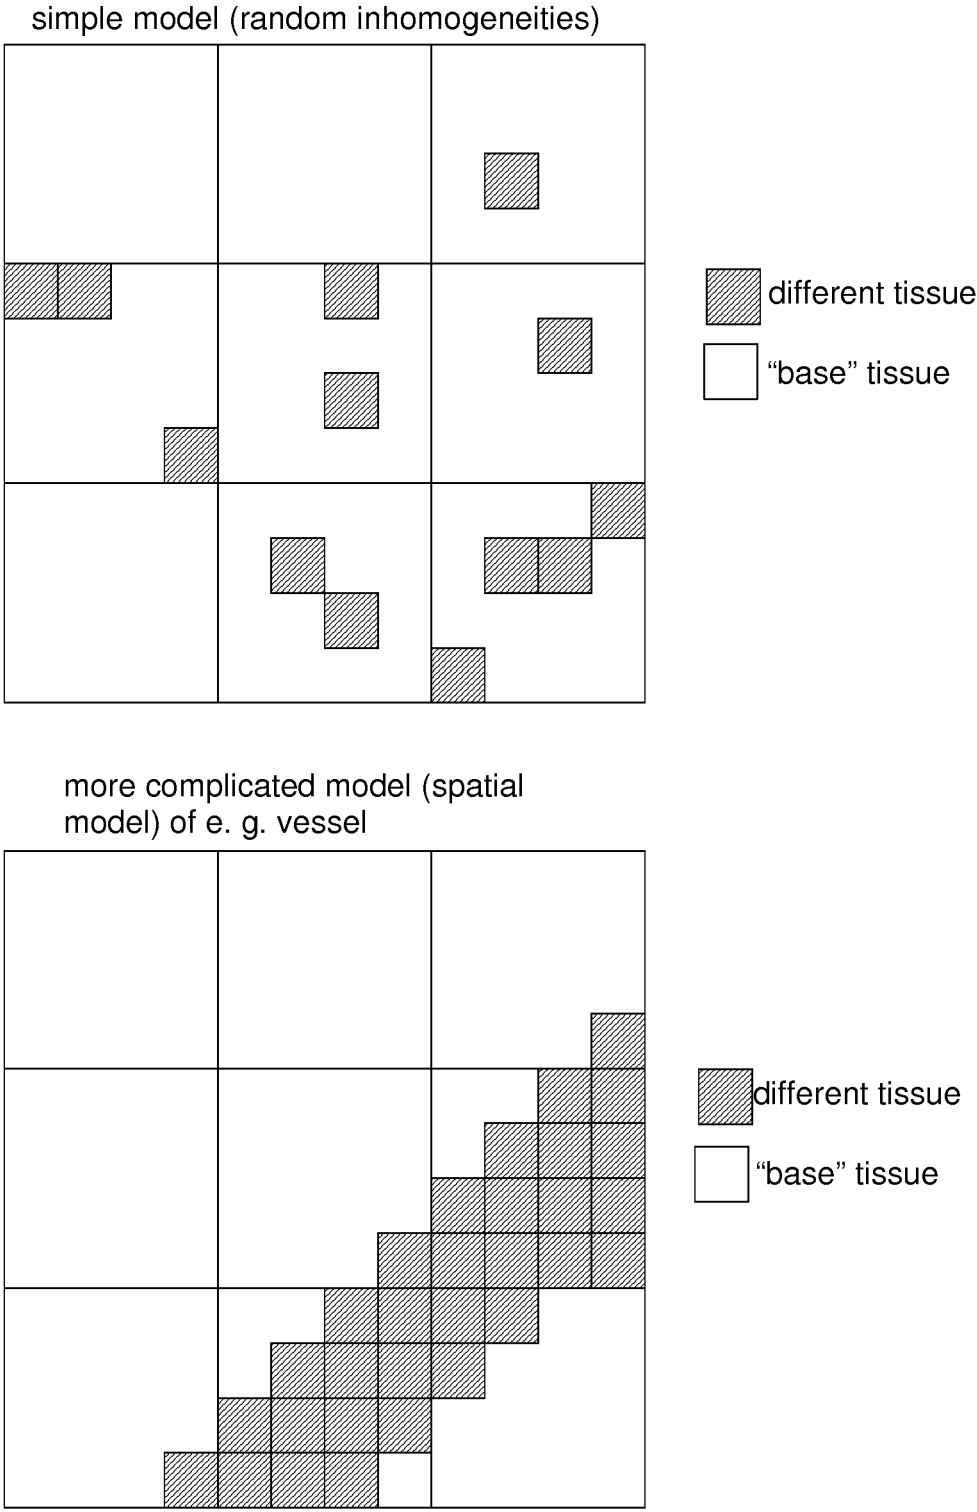 simple model (random inhomogeneities)
different tissue
“base” tissue
more complicated model (spatial
model) of e. g. vessel
different tissue
“base” tissue